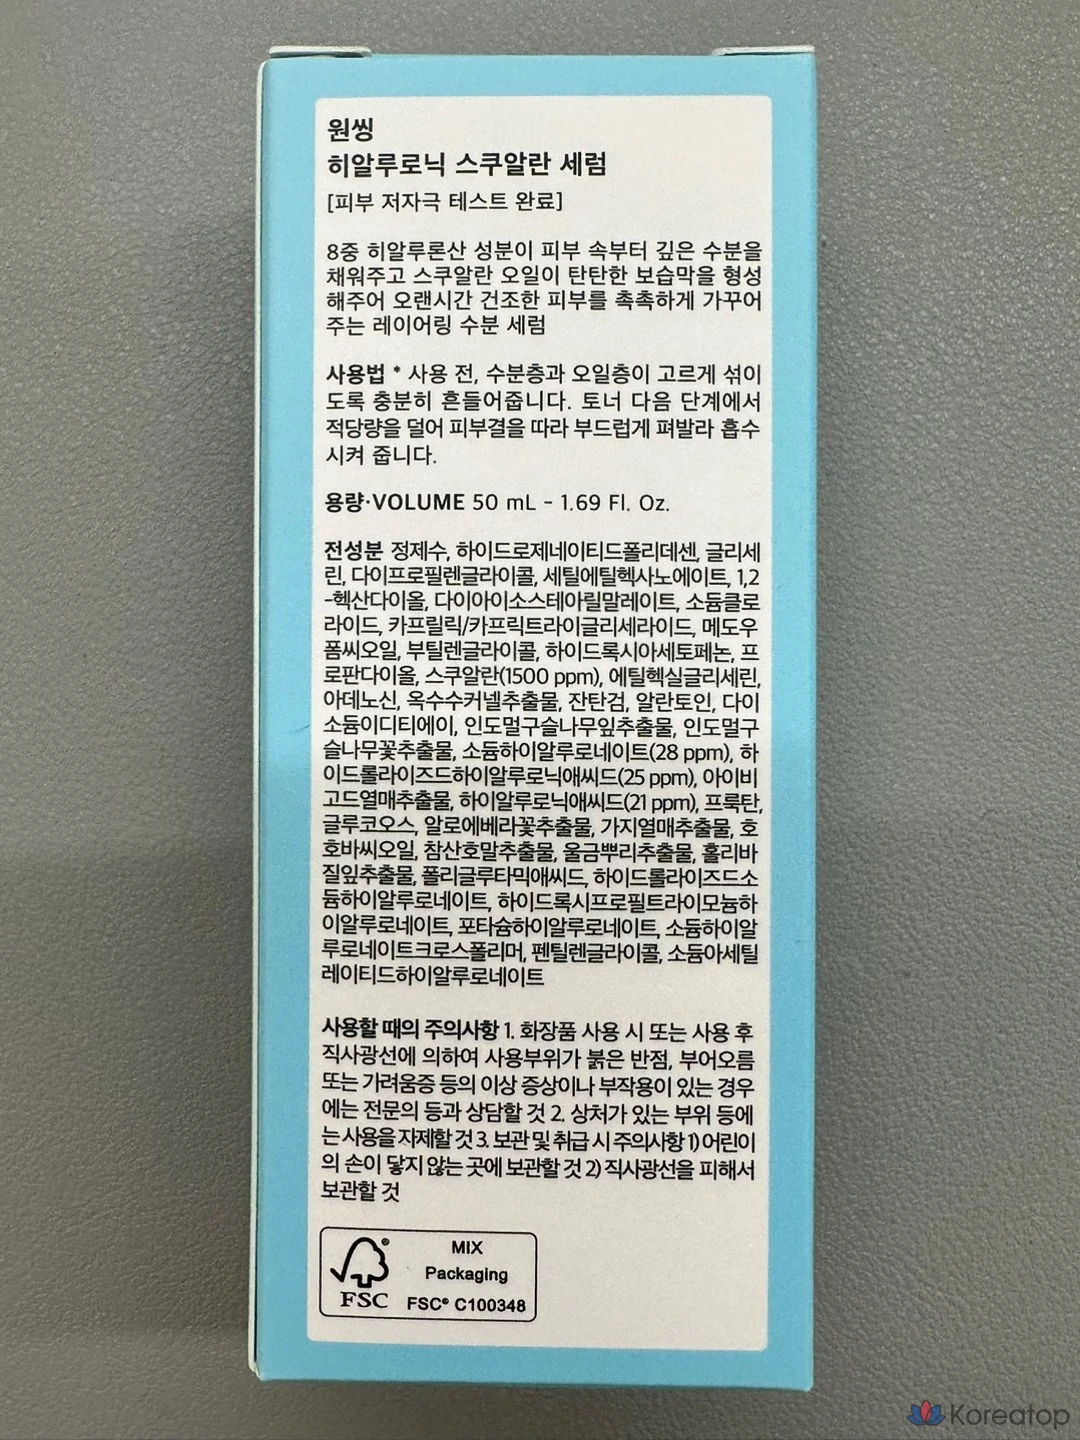 원씽
히알루로닉 스쿠알란 세럼
[피부 저자극 테스트 완료]
8중 히알루론산 성분이 피부 속부터 깊은 수분을
채워주고 스쿠알란 오일이 탄탄한 보습막을 형성
해주어 오랜시간 건조한 피부를 촉촉하게 가꾸어
주는 레이어링 수분 세럼
사용법 * 사용 전, 수분층과 오일층이 고르게 섞이
도록 충분히 흔들어줍니다. 토너 다음 단계에서
적당량을 덜어 피부결을 따라 부드럽게 펴발라 흡수
시켜 줍니다.
용량·VOLUME 50 mL - 1.69 Fl. Oz.
전성분 정제수, 하이드로제네이티드폴리데센, 글리세
린, 다이프로필렌글라이콜, 세틸에틸헥사노에이트, 1,2
-헥산다이올, 다이아이소스테아릴말레이트, 소듐클로
라이드, 카프릴릭/카프릭트라이글리세라이드, 메도우
폼씨오일, 부틸렌글라이콜, 하이드록시아세토페논, 프
로판다이올, 스쿠알란(1500 ppm), 에틸헥실글리세린,
아데노신, 옥수수커넬추출물, 잔탄검, 알란토인, 다이
소듐이디티에이, 인도멀구슬나무잎추출물, 인도멀구
슬나무꽃추출물, 소듐하이알루로네이트(28 ppm), 하
이드롤라이즈드하이알루로닉애씨드(25 ppm), 아이비
고드열매추출물, 하이알루로닉애씨드(21 ppm), 프룩탄,
글루코오스, 알로에베라꽃추출물, 가지열매추출물, 호
호바씨오일, 참산호말추출물, 울금뿌리추출물, 홀리바
질잎추출물, 폴리글루타믹애씨드, 하이드롤라이즈드소
듐하이알루로네이트, 하이드록시프로필트라이모늄하
이알루로네이트, 포타슘하이알루로네이트, 소듐하이알
루로네이트크로스폴리머, 펜틸렌글라이콜, 소듐아세틸
레이티드하이알루로네이트
사용할 때의 주의사항 1. 화장품 사용 시 또는 사용 후
직사광선에 의하여 사용부위가 붉은 반점, 부어오름
또는 가려움증 등의 이상 증상이나 부작용이 있는 경우
에는 전문의 등과 상담할 것 2. 상처가 있는 부위 등에
는 사용을 자제할 것 3. 보관 및 취급 시 주의사항 1) 어린이
의 손이 닿지 않는 곳에 보관할 것 2) 직사광선을 피해서
보관할 것
MIX
Packaging
FSC® C100348
FSC
Koreatop